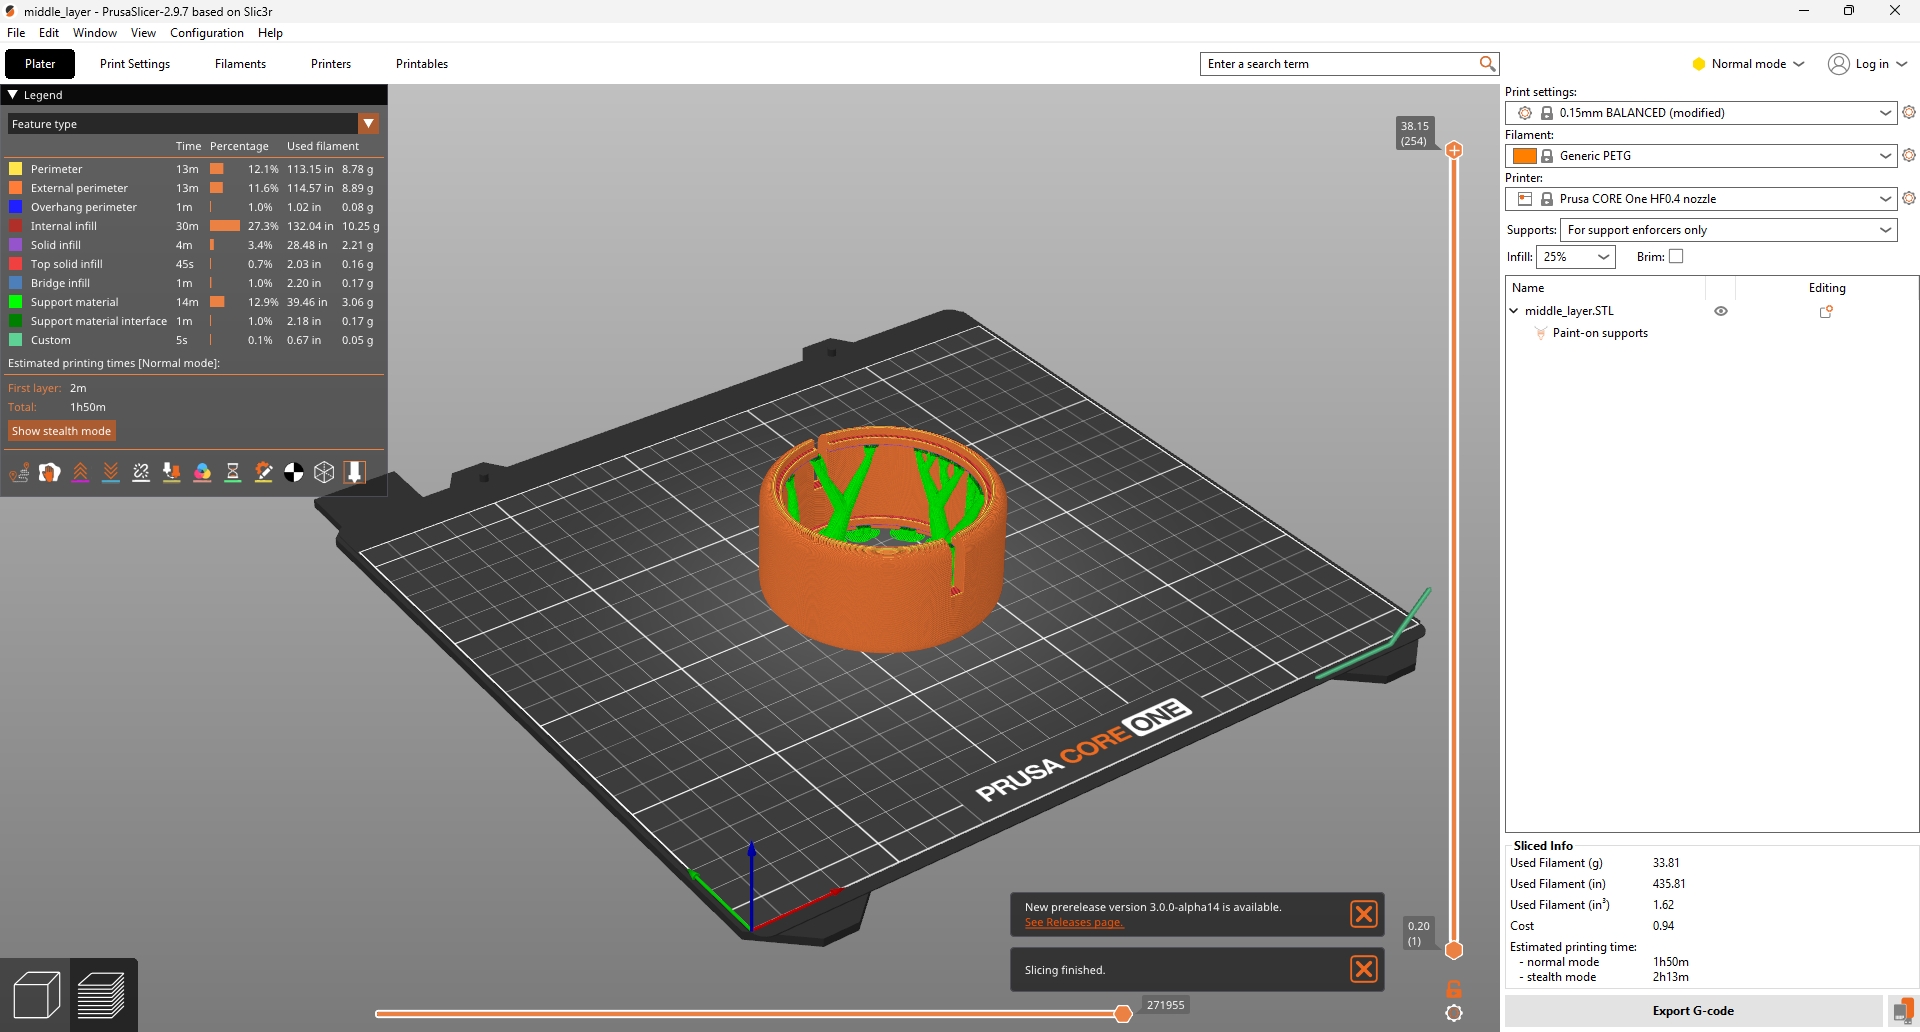 middle_layer - PrusaSlicer-2.9.7 based on Slic3r
File Edit Window View Configuration Help
Plater Print Settings Filaments Printers Printables
Enter a search term
Normal mode Log in
Legend
Feature type
Time Percentage Used filament
Perimeter 13m 12.1% 113.15 in 8.78 g
External perimeter 13m 11.6% 114.57 in 8.89 g
Overhang perimeter 1m 1.0% 1.02 in 0.08 g
Internal infill 30m 27.3% 132.04 in 10.25 g
Solid infill 4m 3.4% 28.48 in 2.21 g
Top solid infill 45s 0.7% 2.03 in 0.16 g
Bridge infill 1m 1.0% 2.20 in 0.17 g
Support material 14m 12.9% 39.46 in 3.06 g
Support material interface 1m 1.0% 2.18 in 0.17 g
Custom 5s 0.1% 0.67 in 0.05 g
Estimated printing times [Normal mode]:
First layer: 2m
Total: 1h50m
Show stealth mode
38.15
(254)
PRUSA CORE ONE
New prerelease version 3.0.0-alpha14 is available.
See Releases page.
Slicing finished.
0.20
(1)
271955
Print settings:
0.15mm BALANCED (modified)
Filament:
Generic PETG
Printer:
Prusa CORE One HF0.4 nozzle
Supports: For support enforcers only
Infill: 25% Brim:
Name Editing
middle_layer.STL
Paint-on supports
Sliced Info
Used Filament (g) 33.81
Used Filament (in) 435.81
Used Filament (in³) 1.62
Cost 0.94
Estimated printing time:
- normal mode 1h50m
- stealth mode 2h13m
Export G-code